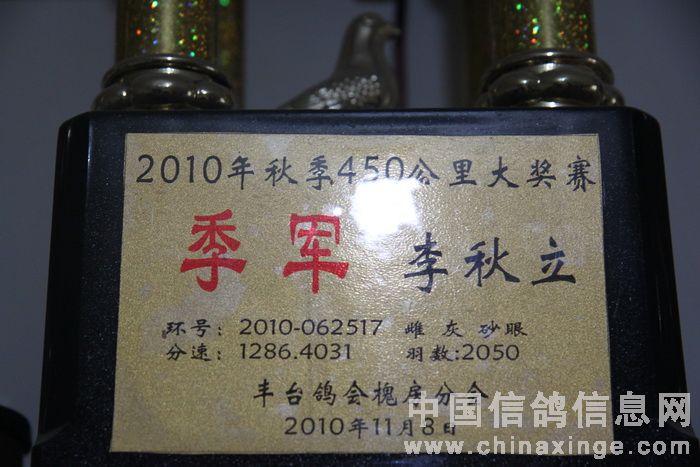 2010年秋季450公里大奖赛
季军 李秋立
环号: 2010-062517 雌 灰 砂眼
分速: 1286.4031 羽数:2050
丰台鸽会槐房分会
2010年11月8日
中国信鸽信息网
www.chinaxinge.com